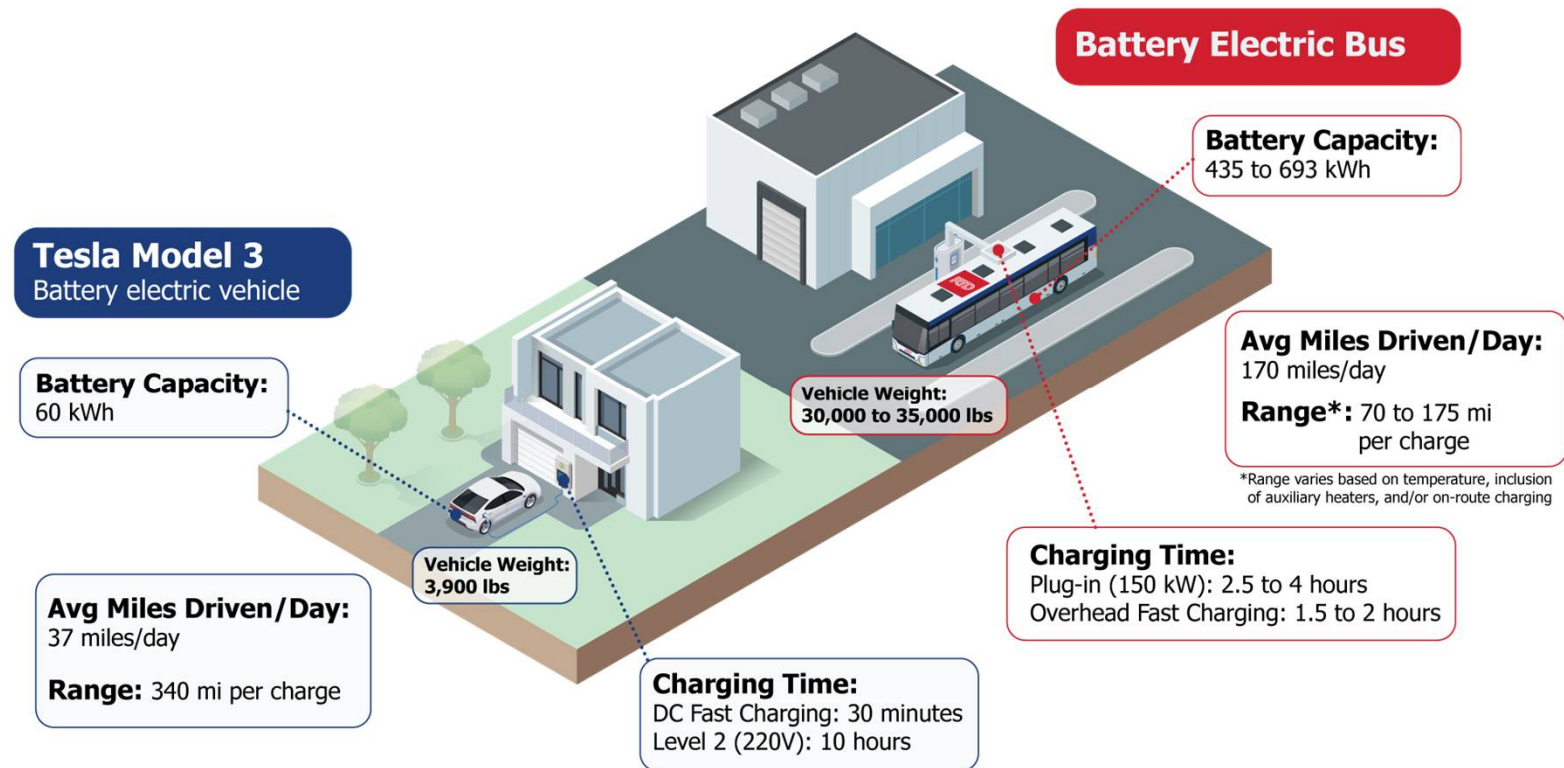 Battery Electric Bus
Battery Capacity:
435 to 693 kWh
Tesla Model 3
Battery electric vehicle
Battery Capacity:
60 kWh
RTD
Vehicle Weight:
30,000 to 35,000 lbs
Avg Miles Driven/Day:
170 miles/day
Range*: 70 to 175 mi
per charge
*Range varies based on temperature, inclusion
of auxiliary heaters, and/or on-route charging
Vehicle Weight:
3,900 lbs
Avg Miles Driven/Day:
37 miles/day
Range: 340 mi per charge
Charging Time:
DC Fast Charging: 30 minutes
Level 2 (220V): 10 hours
Charging Time:
Plug-in (150 kW): 2.5 to 4 hours
Overhead Fast Charging: 1.5 to 2 hours